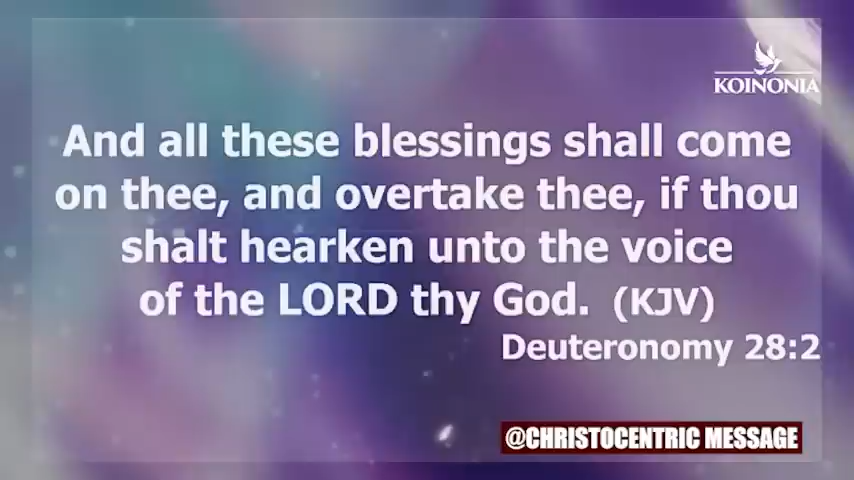 KOINONIA
And all these blessings shall come
on thee, and overtake thee, if thou
shalt hearken unto the voice
of the LORD thy God. (KJV)
Deuteronomy 28:2
@CHRISTOCENTRIC MESSAGE